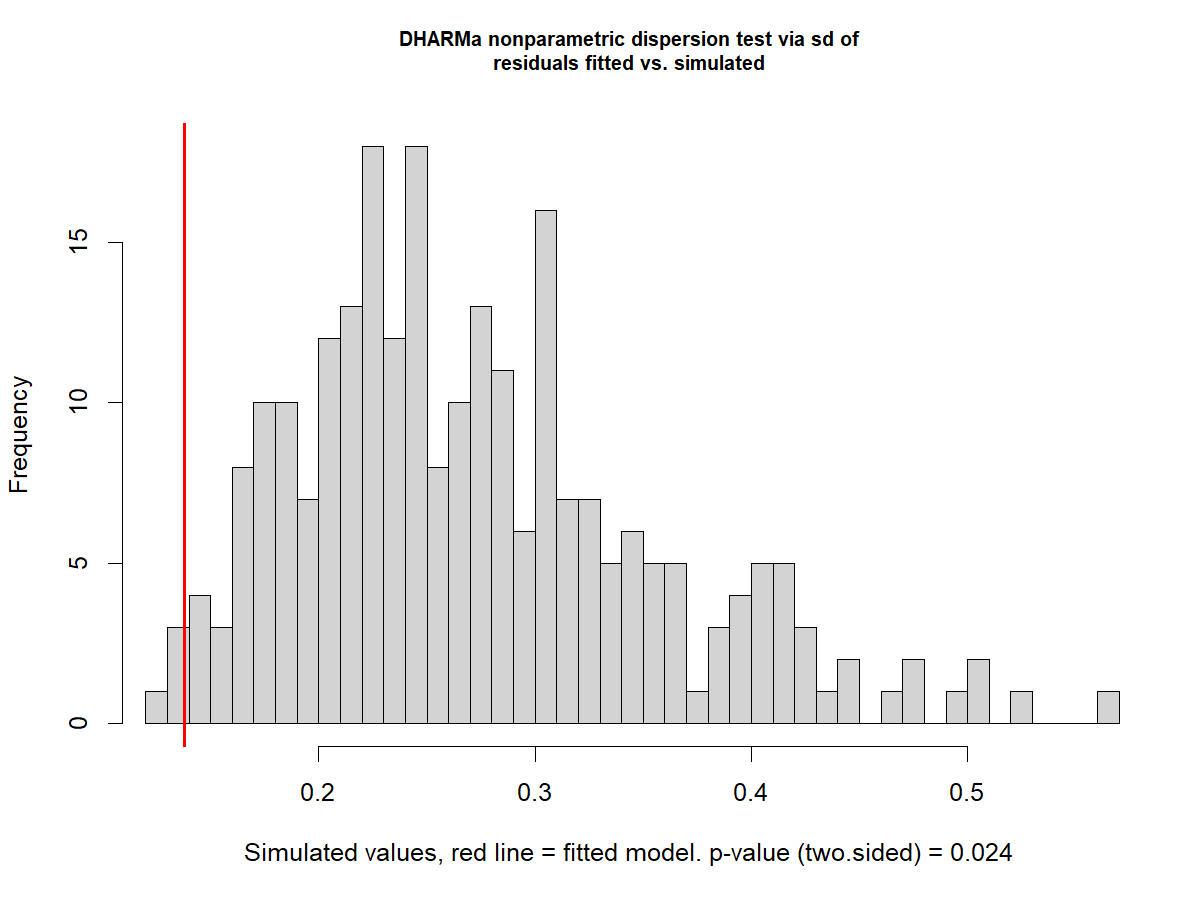 DHARMa nonparametric dispersion test via sd of
residuals fitted vs. simulated
Frequency
15
10
5
0
0.2 0.3 0.4 0.5
Simulated values, red line = fitted model. p-value (two.sided) = 0.024